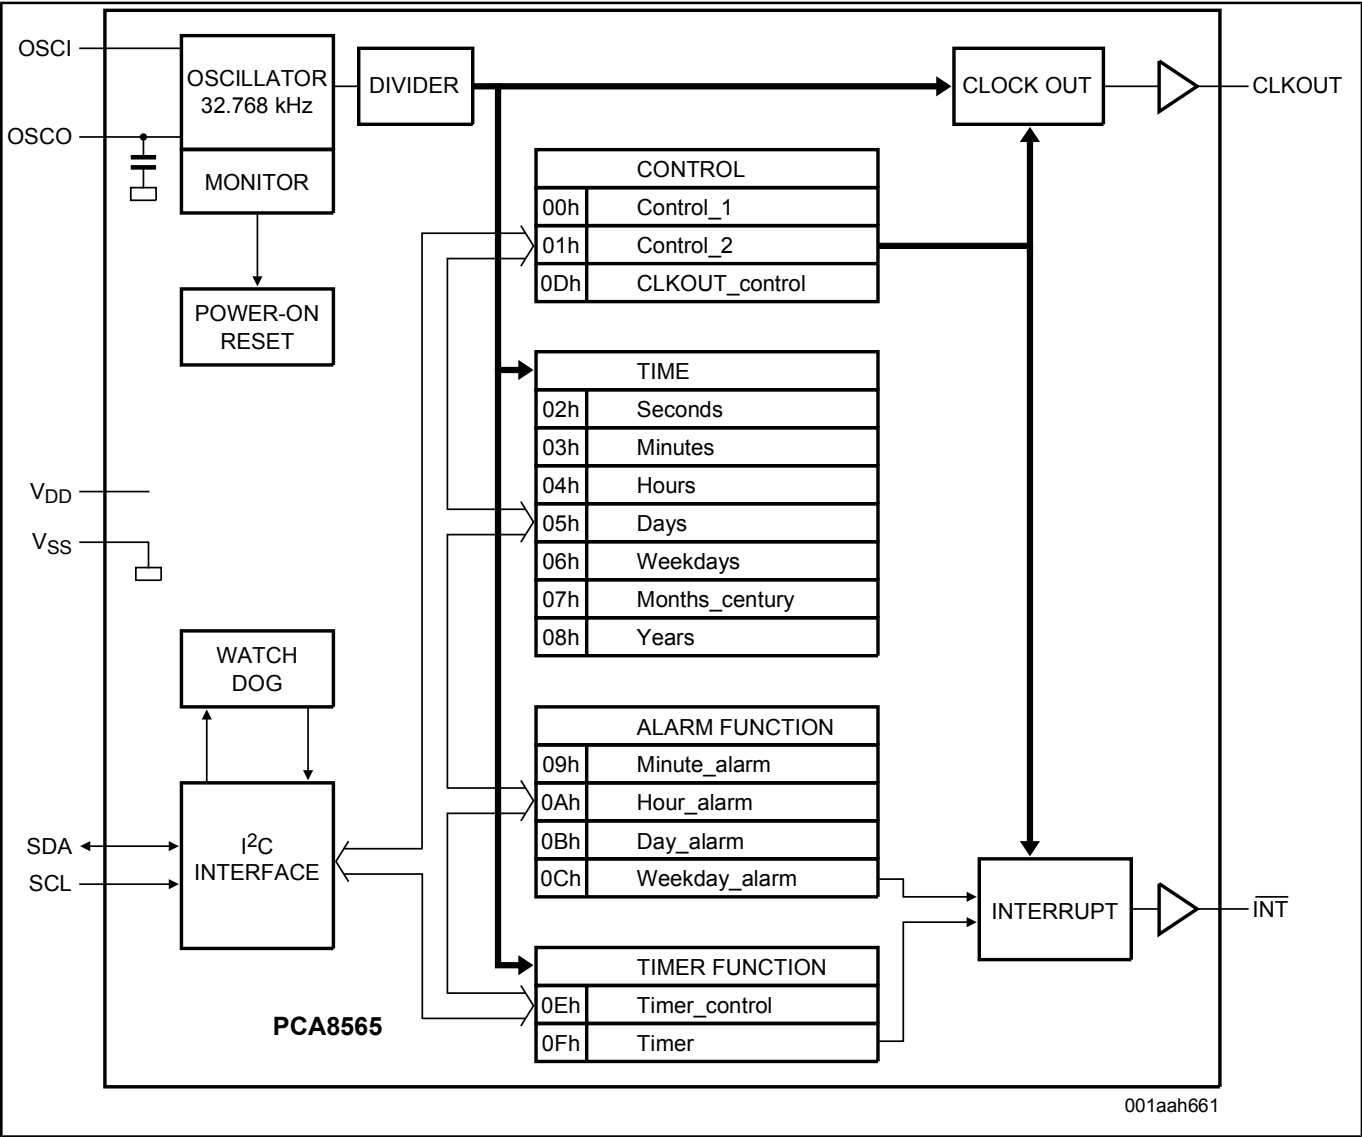 OSCI
OSCILLATOR
32.768 kHz
DIVIDER
CLOCK OUT
CLKOUT
OSCO
MONITOR
POWER-ON
RESET
CONTROL
00h Control_1
01h Control_2
0Dh CLKOUT_control
TIME
02h Seconds
03h Minutes
04h Hours
05h Days
06h Weekdays
07h Months_century
08h Years
VDD
VSS
WATCH
DOG
ALARM FUNCTION
09h Minute_alarm
0Ah Hour_alarm
0Bh Day_alarm
0Ch Weekday_alarm
SDA
SCL
I2C
INTERFACE
INTERRUPT
INT
TIMER FUNCTION
0Eh Timer_control
0Fh Timer
PCA8565
001aah661